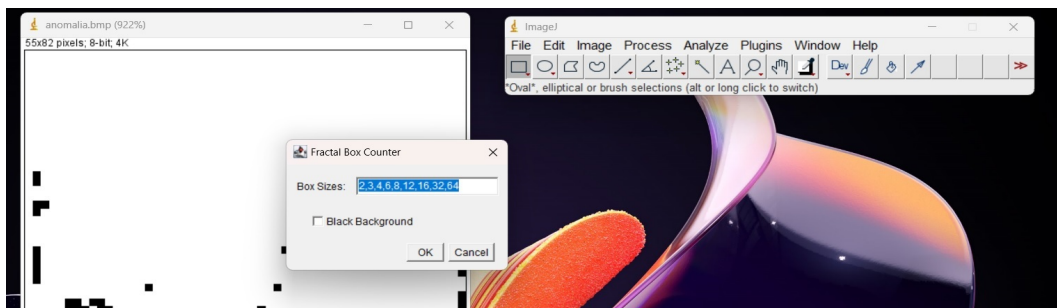 anomalia.bmp (922%)
55x82 pixels; 8-bit; 4K
ImageJ
File Edit Image Process Analyze Plugins Window Help
Dev
"Oval", elliptical or brush selections (alt or long click to switch)
Fractal Box Counter
Box Sizes: 2,3,4,6,8,12,16,32,64
Black Background
OK Cancel